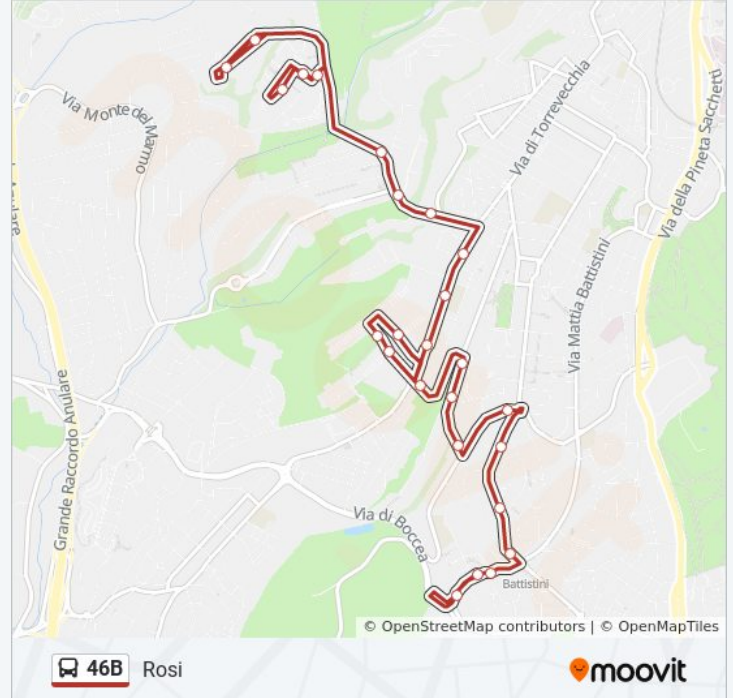 Via Monte del Marmo
Via di Torrevecchia
Via della Pineta Sacchetti
Via Mattia Battistini
Grande Raccordo Anulare
Via di Boccea
Battistini
© OpenStreetMap contributors | © OpenMapTiles
46B Rosi
moovit